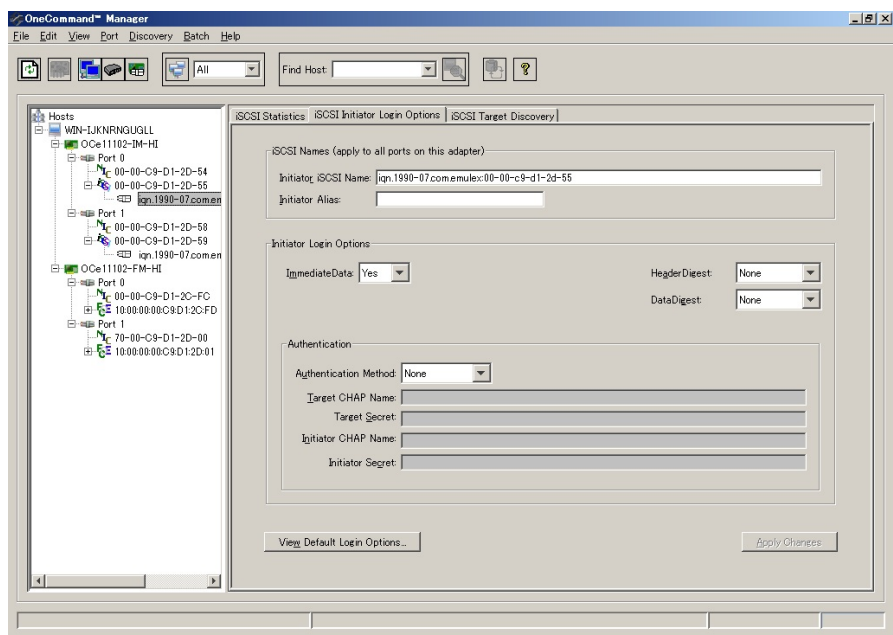 OneCommand™ Manager
File Edit View Port Discovery Batch Help
All Find Host:
Hosts
WIN-IJKNRNGUGLL
OCe11102-IM-HI
Port 0
00-00-C9-D1-2D-54
00-00-C9-D1-2D-55
iqn.1990-07.com.en
Port 1
00-00-C9-D1-2D-58
00-00-C9-D1-2D-59
iqn.1990-07.com.en
OCe11102-FM-HI
Port 0
00-00-C9-D1-2C-FC
10:00:00:00:C9:D1:2C:FD
Port 1
70-00-C9-D1-2D-00
10:00:00:00:C9:D1:2D:01
iSCSI Statistics iSCSI Initiator Login Options iSCSI Target Discovery
iSCSI Names (apply to all ports on this adapter)
Initiator iSCSI Name: iqn.1990-07.com.emulex:00-00-c9-d1-2d-55
Initiator Alias:
Initiator Login Options
ImmediateData: Yes HeaderDigest: None
DataDigest: None
Authentication
Authentication Method: None
Target CHAP Name:
Target Secret:
Initiator CHAP Name:
Initiator Secret:
View Default Login Options... Apply Changes